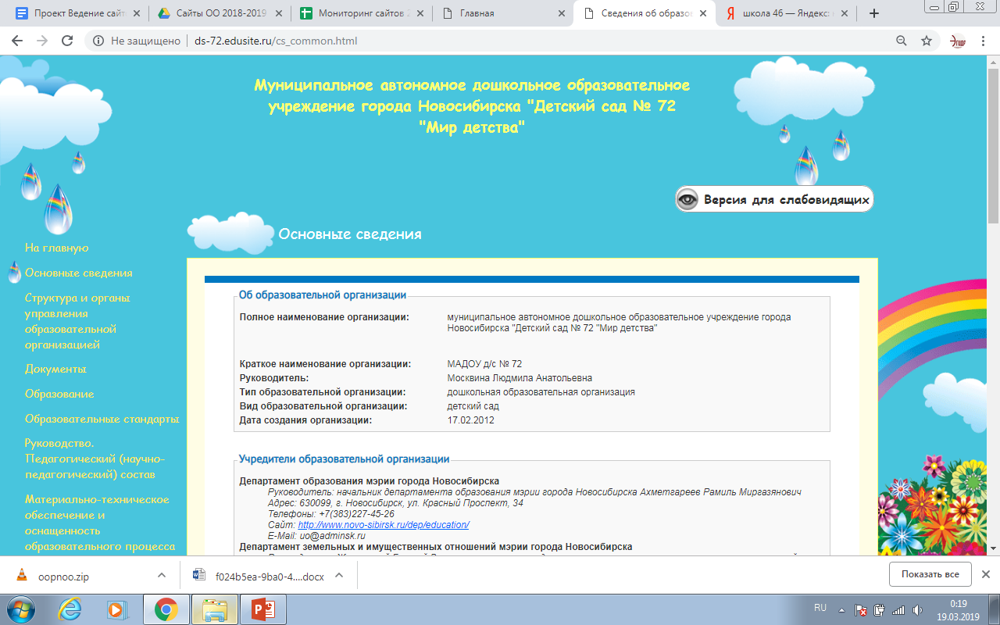 Проект Ведение сайт
Сайты ОО 2018-2019
Мониторинг сайтов 2
Главная
Сведения об образов
школа 46 — Яндекс:
Не защищено
ds-72.edusite.ru/cs_common.html
Муниципальное автономное дошкольное образовательное
учреждение города Новосибирска "Детский сад № 72
"Мир детства"
Версия для слабовидящих
Основные сведения
На главную
Основные сведения
Структура и органы
управления
образовательной
организацией
Документы
Образование
Образовательные стандарты
Руководство.
Педагогический (научно-
педагогический) состав
Материально-техническое
обеспечение и
оснащенность
образовательного процесса
Об образовательной организации
Полное наименование организации: муниципальное автономное дошкольное образовательное учреждение города
Новосибирска "Детский сад № 72 "Мир детства"
Краткое наименование организации: МАДОУ д/с № 72
Руководитель: Москвина Людмила Анатольевна
Тип образовательной организации: дошкольная образовательная организация
Вид образовательной организации: детский сад
Дата создания организации: 17.02.2012
Учредители образовательной организации
Департамент образования мэрии города Новосибирска
Руководитель: начальник департамента образования мэрии города Новосибирска Ахметгареев Рамиль Миргазянович
Адрес: 630099, г. Новосибирск, ул. Красный Проспект, 34
Телефоны: +7(383)227-45-26
Сайт: http://www.novo-sibirsk.ru/dep/education/
E-Mail: uo@adminsk.ru
Департамент земельных и имущественных отношений мэрии города Новосибирска
oopnoo.zip
f024b5ea-9ba0-4....docx
Показать все
RU
0:19
19.03.2019